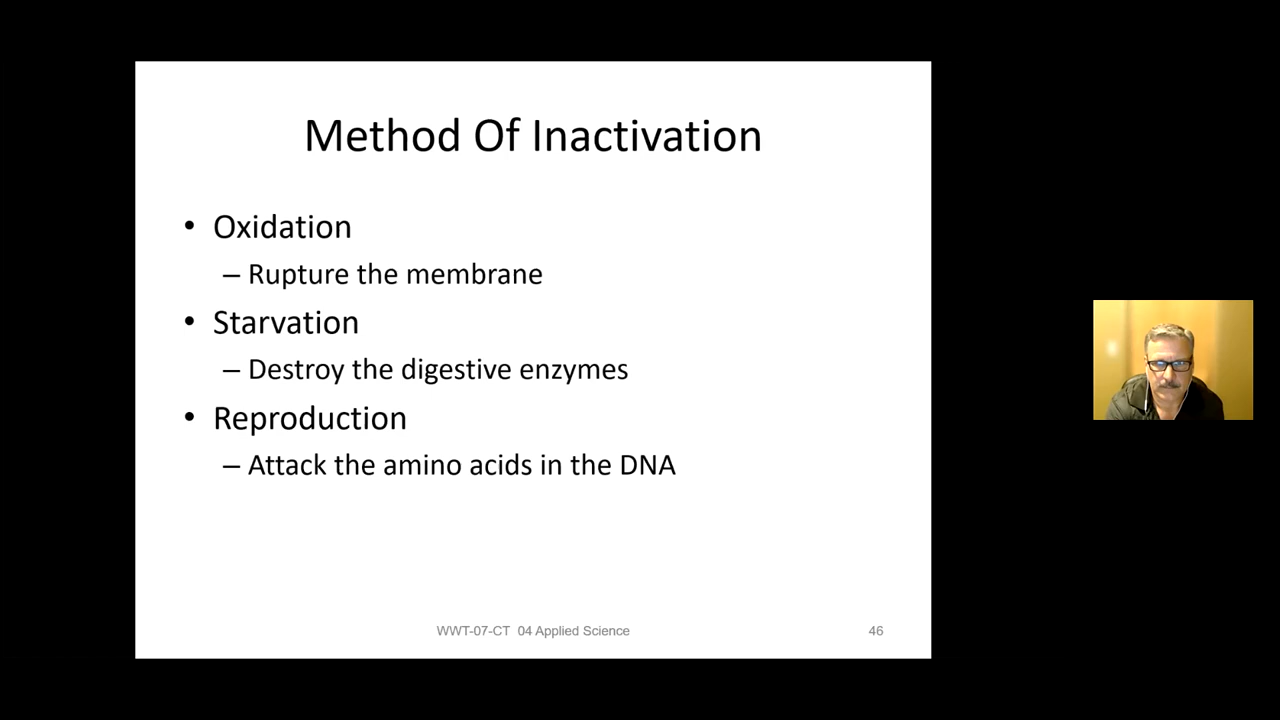 Method Of Inactivation
• Oxidation
– Rupture the membrane
• Starvation
– Destroy the digestive enzymes
• Reproduction
– Attack the amino acids in the DNA
WWT-07-CT 04 Applied Science
46